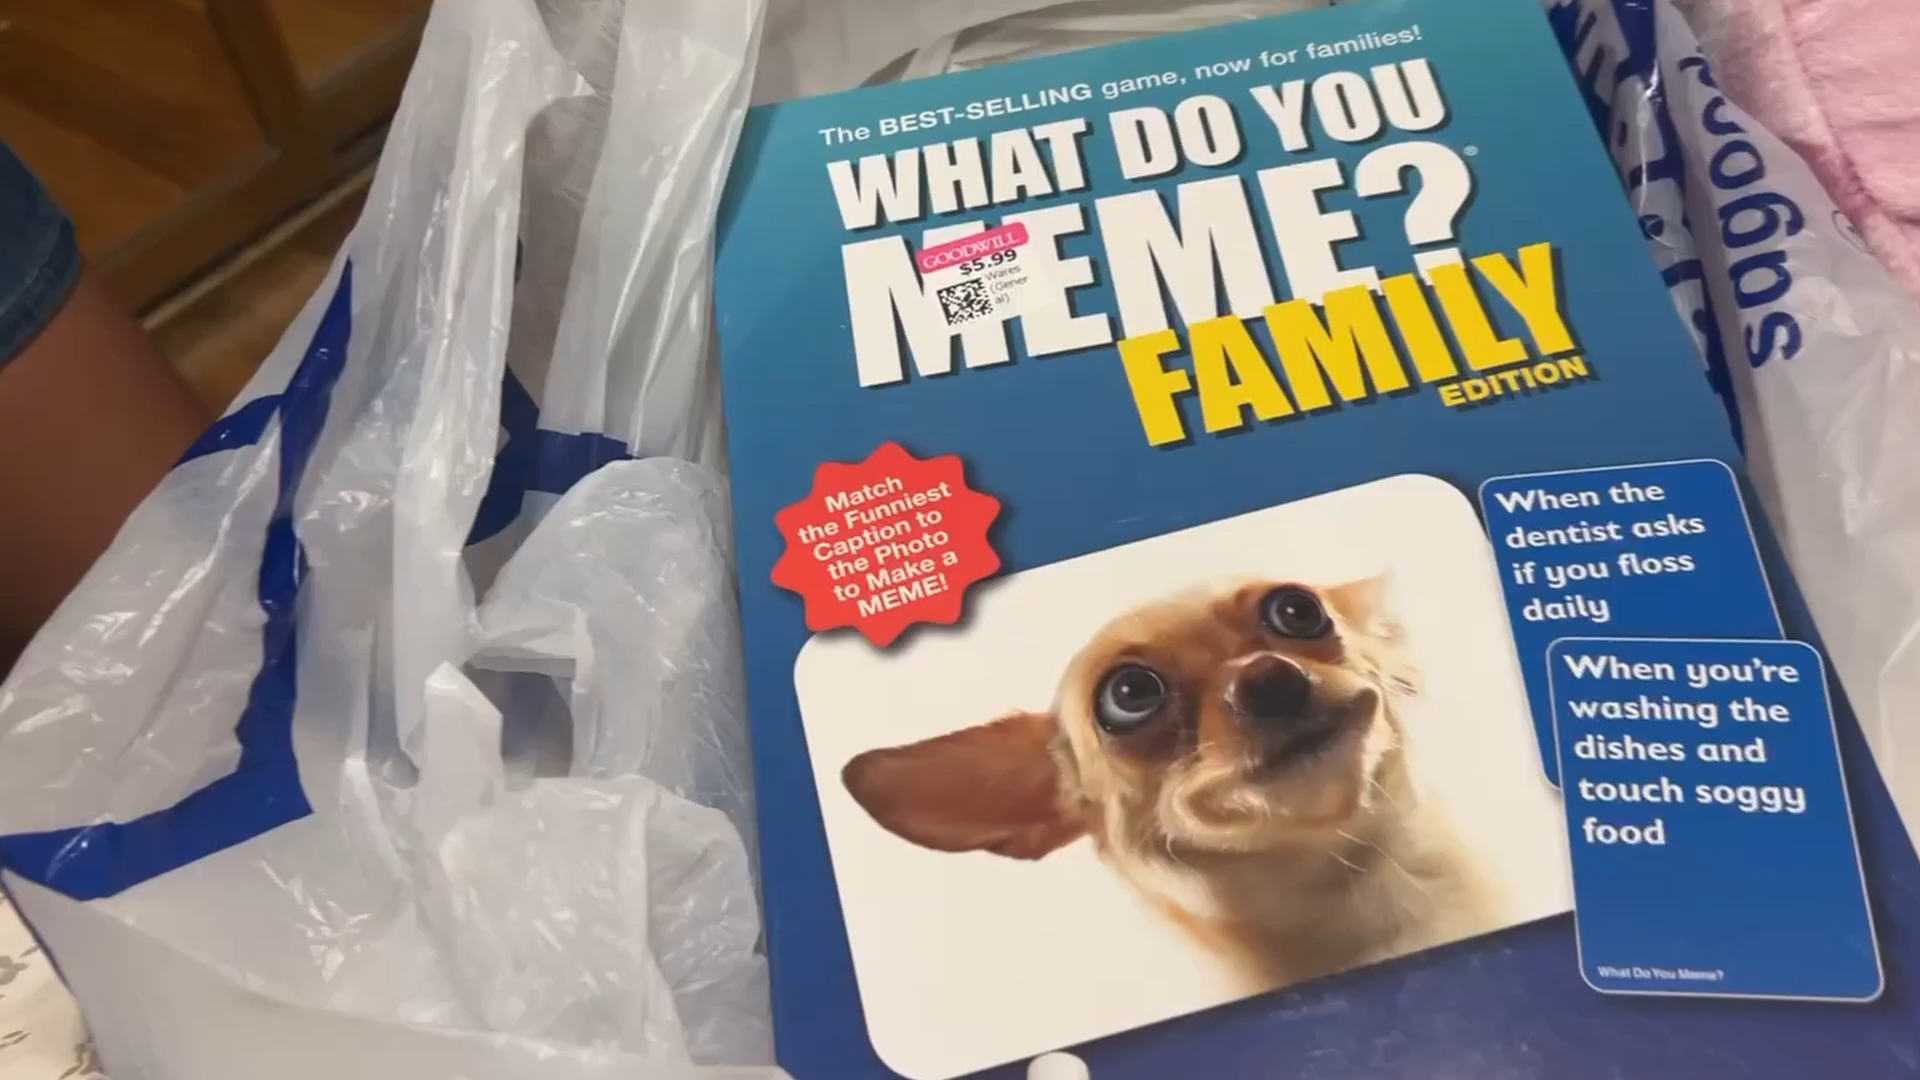 The BEST-SELLING game, now for families!
WHAT DO YOU
MEME?®
FAMILY
EDITION
GOODWILL
$5.99
Wares
(Gener
al)
Match
the Funniest
Caption to
the Photo
to Make a
MEME!
When the
dentist asks
if you floss
daily
When you're
washing the
dishes and
touch soggy
food
What Do You Meme?
bags